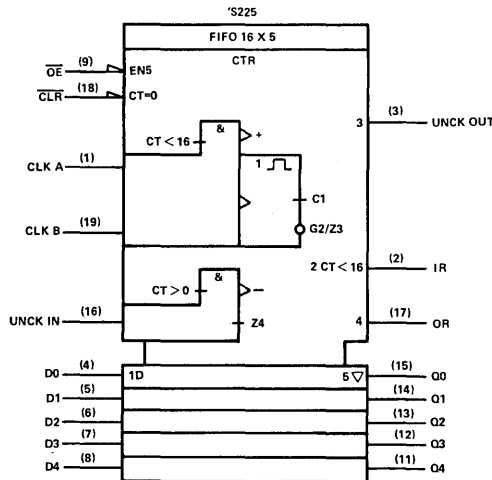 'S225
FIFO 16 X 5
CTR
OE (9) EN5
CLR (18) CT=0
3 (3) UNCK OUT
&
CT<16 +
1
CLK A (1)
C1
CLK B (19)
G2/Z3
2 CT<16 (2) IR
&
CT>0 –
UNCK IN (16)
Z4
4 (17) OR
D0 (4) 1D 5 ▽ (15) Q0
D1 (5) (14) Q1
D2 (6) (13) Q2
D3 (7) (12) Q3
D4 (8) (11) Q4